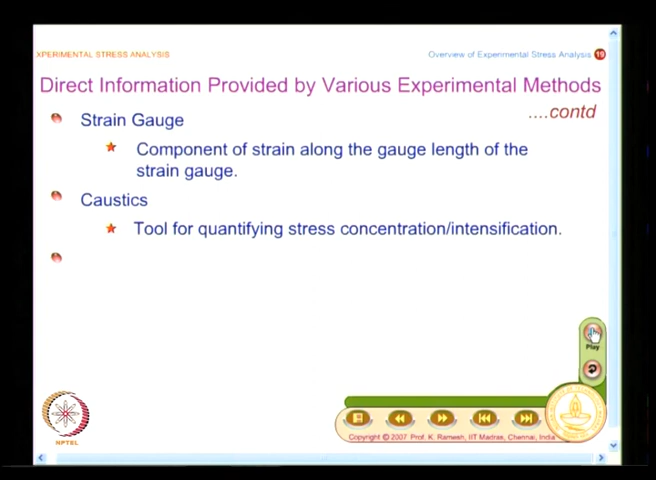 XPERIMENTAL STRESS ANALYSIS
Overview of Experimental Stress Analysis 19
Direct Information Provided by Various Experimental Methods
....contd
Strain Gauge
Component of strain along the gauge length of the
strain gauge.
Caustics
Tool for quantifying stress concentration/intensification.
Play
NPTEL
Copyright © 2007 Prof. K. Ramesh, IIT Madras, Chennai, India